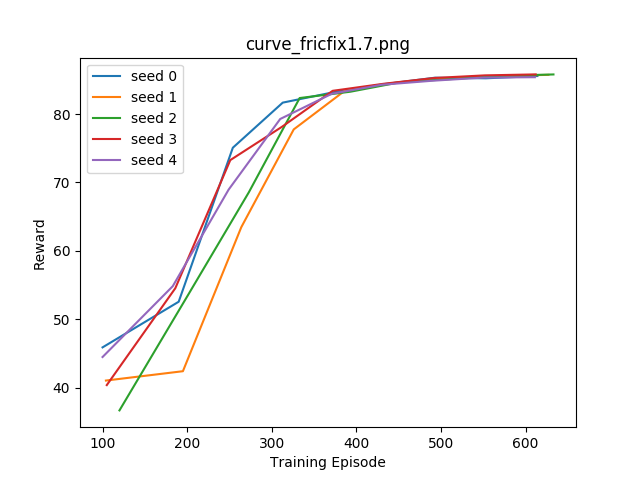 curve_fricfix1.7.png
seed 0
seed 1
seed 2
seed 3
seed 4
80
70
60
50
40
Reward
100 200 300 400 500 600
Training Episode